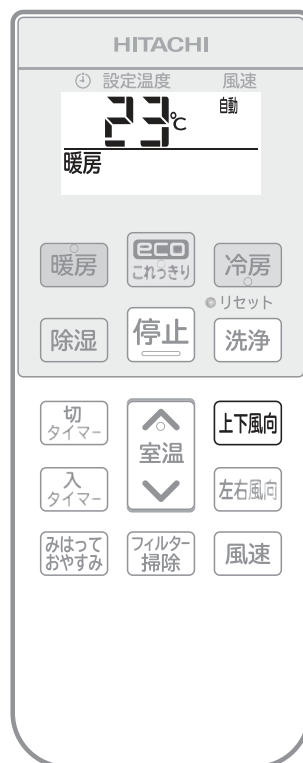 HITACHI
設定温度 風速
23℃ 自動
暖房
暖房 eco これっきり 冷房
リセット
除湿 停止 洗浄
切タイマー 室温 上下風向
入タイマー 左右風向
みはっておやすみ フィルター掃除 風速